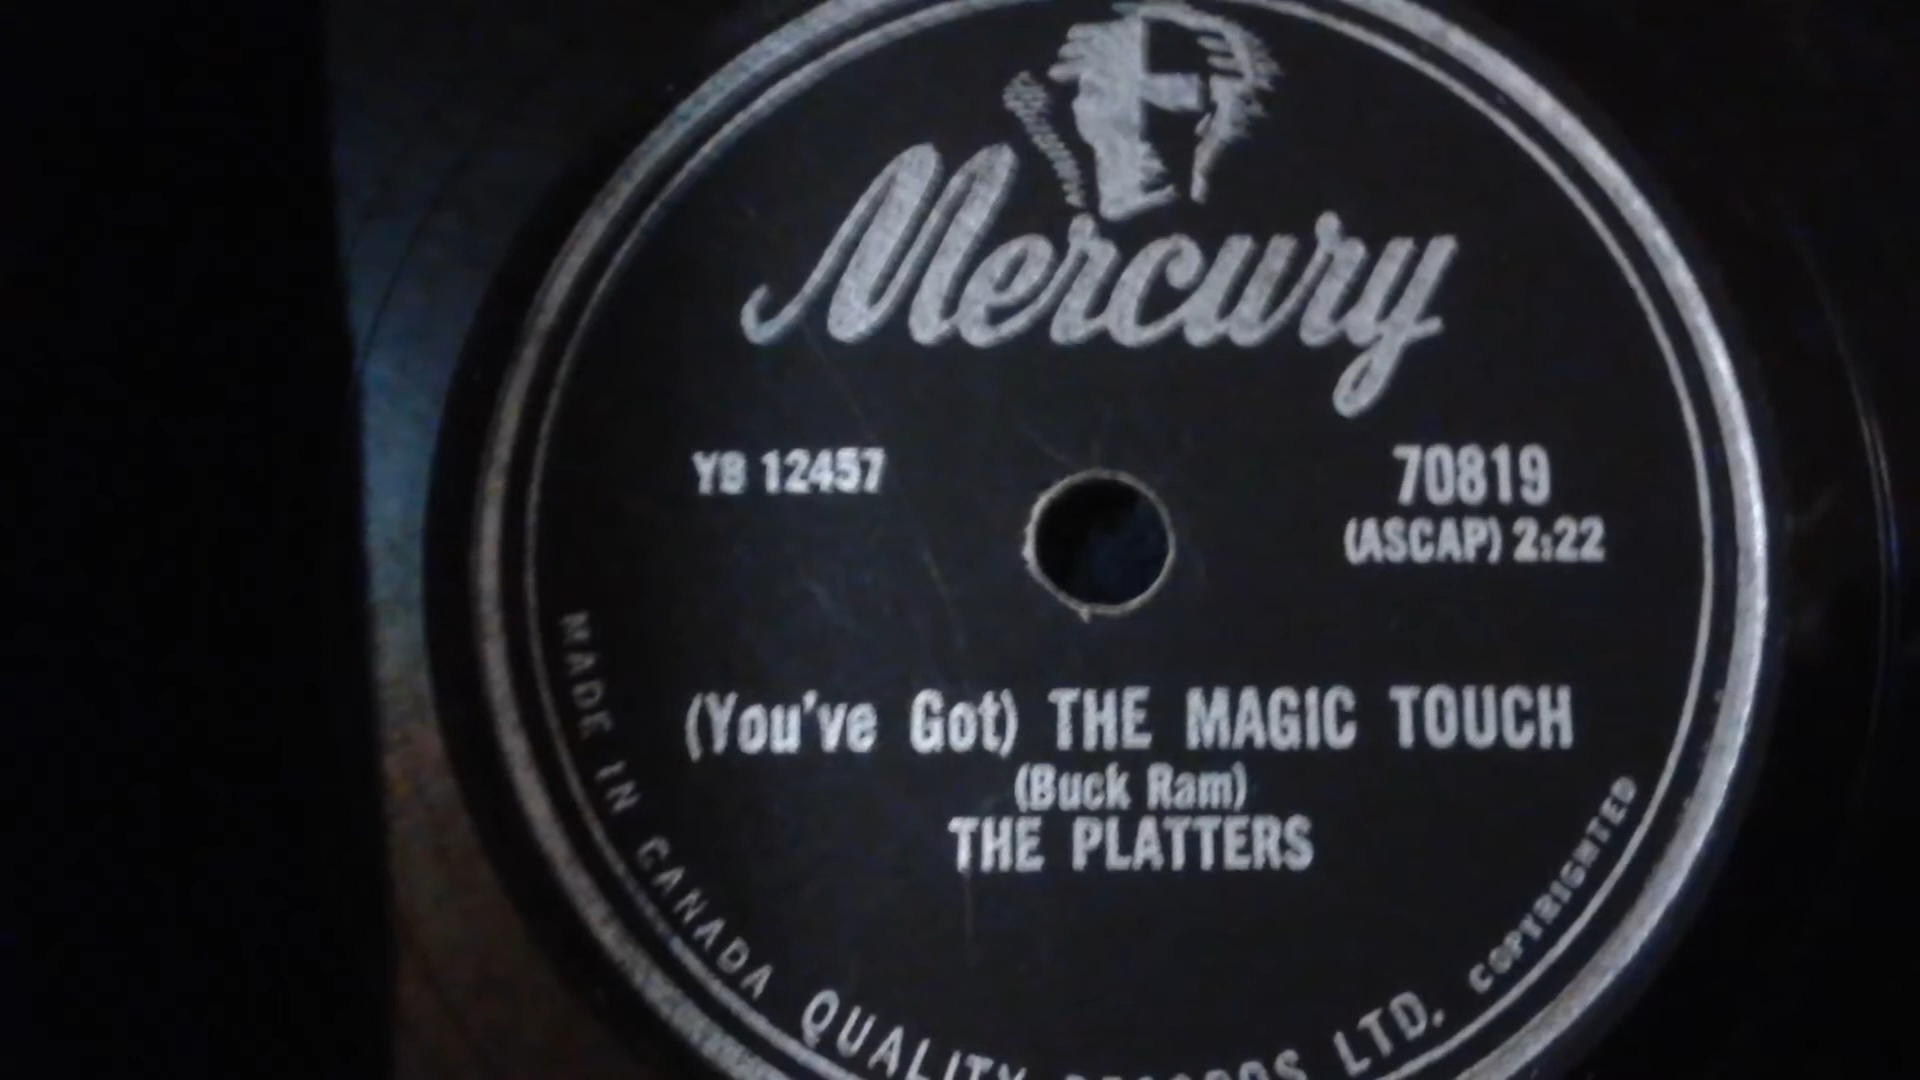 Mercury
YB 12457
70819
(ASCAP) 2:22
(You've Got) THE MAGIC TOUCH
(Buck Ram)
THE PLATTERS
MADE IN CANADA QUALITY RECORDS LTD. COPYRIGHTED